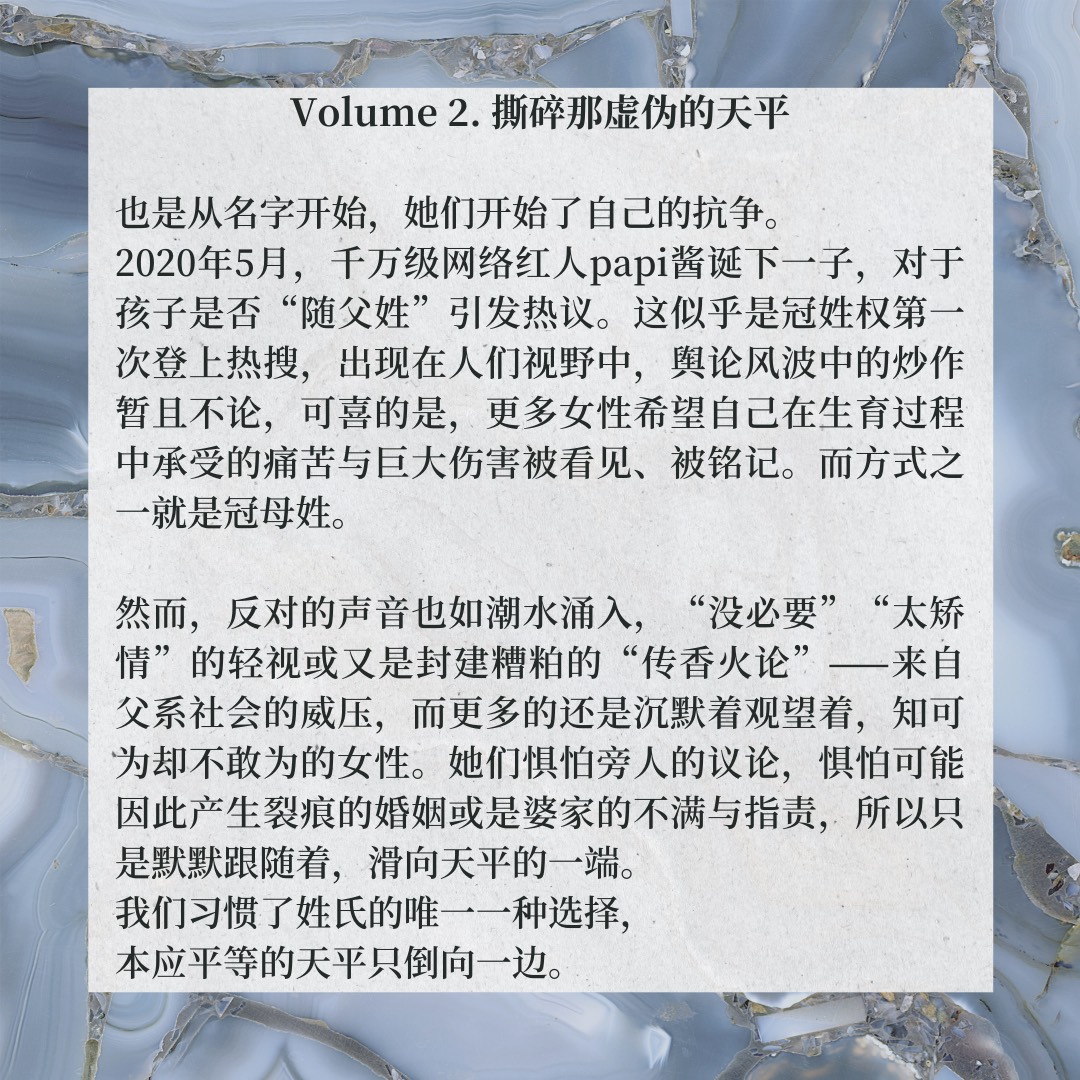 Volume 2. 撕碎那虚伪的天平
也是从名字开始，她们开始了自己的抗争。
2020年5月，千万级网络红人papi酱诞下一子，对于
孩子是否“随父姓”引发热议。这似乎是冠姓权第一
次登上热搜，出现在人们视野中，舆论风波中的炒作
暂且不论，可喜的是，更多女性希望自己在生育过程
中承受的痛苦与巨大伤害被看见、被铭记。而方式之
一就是冠母姓。
然而，反对的声音也如潮水涌入，“没必要”“太矫
情”的轻视或又是封建糟粕的“传香火论”——来自
父系社会的威压，而更多的还是沉默着观望着，知可
为却不敢为的女性。她们惧怕旁人的议论，惧怕可能
因此产生裂痕的婚姻或是婆家的不满与指责，所以只
是默默跟随着，滑向天平的一端。
我们习惯了姓氏的唯一一种选择，
本应平等的天平只倒向一边。